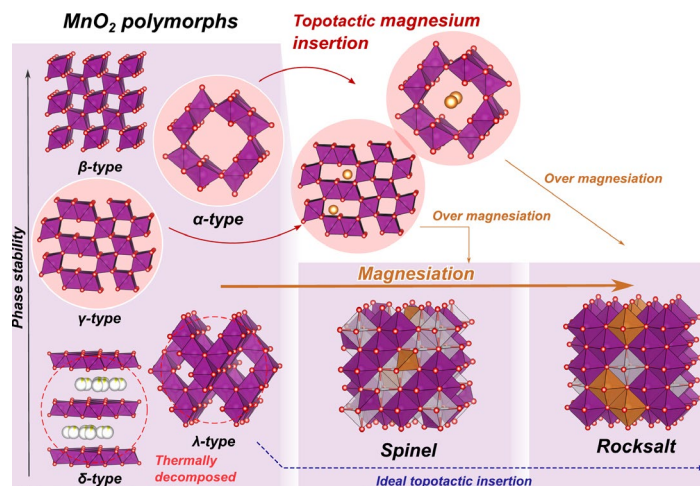 MnO₂ polymorphs
Topotactic magnesium
insertion
Phase stability
β-type
α-type
γ-type
δ-type
λ-type
Thermally
decomposed
Over magnesiation
Over magnesiation
Magnesiation
Spinel
Rocksalt
Ideal topotactic insertion